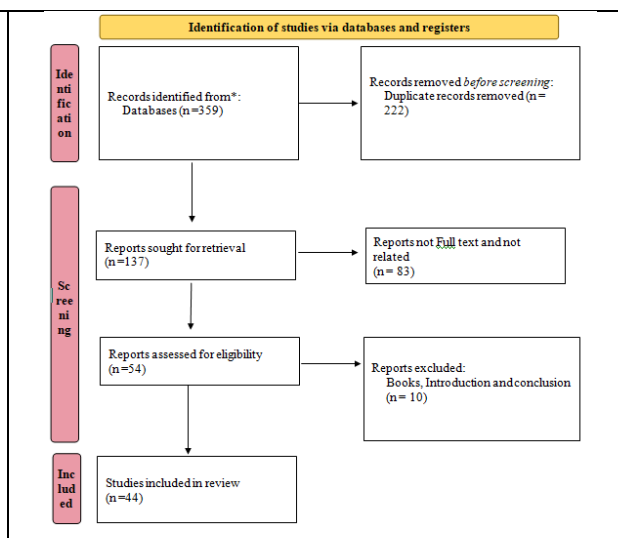 Identification of studies via databases and registers
Ide
nti
fic
ati
on
Records identified from*:
Databases (n=359)
Records removed before screening:
Duplicate records removed (n=
222)
Sc
ree
ni
ng
Reports sought for retrieval
(n=137)
Reports not Full text and not
related
(n= 83)
Reports assessed for eligibility
(n=54)
Reports excluded:
Books, Introduction and conclusion
(n= 10)
Inc
lud
ed
Studies included in review
(n=44)